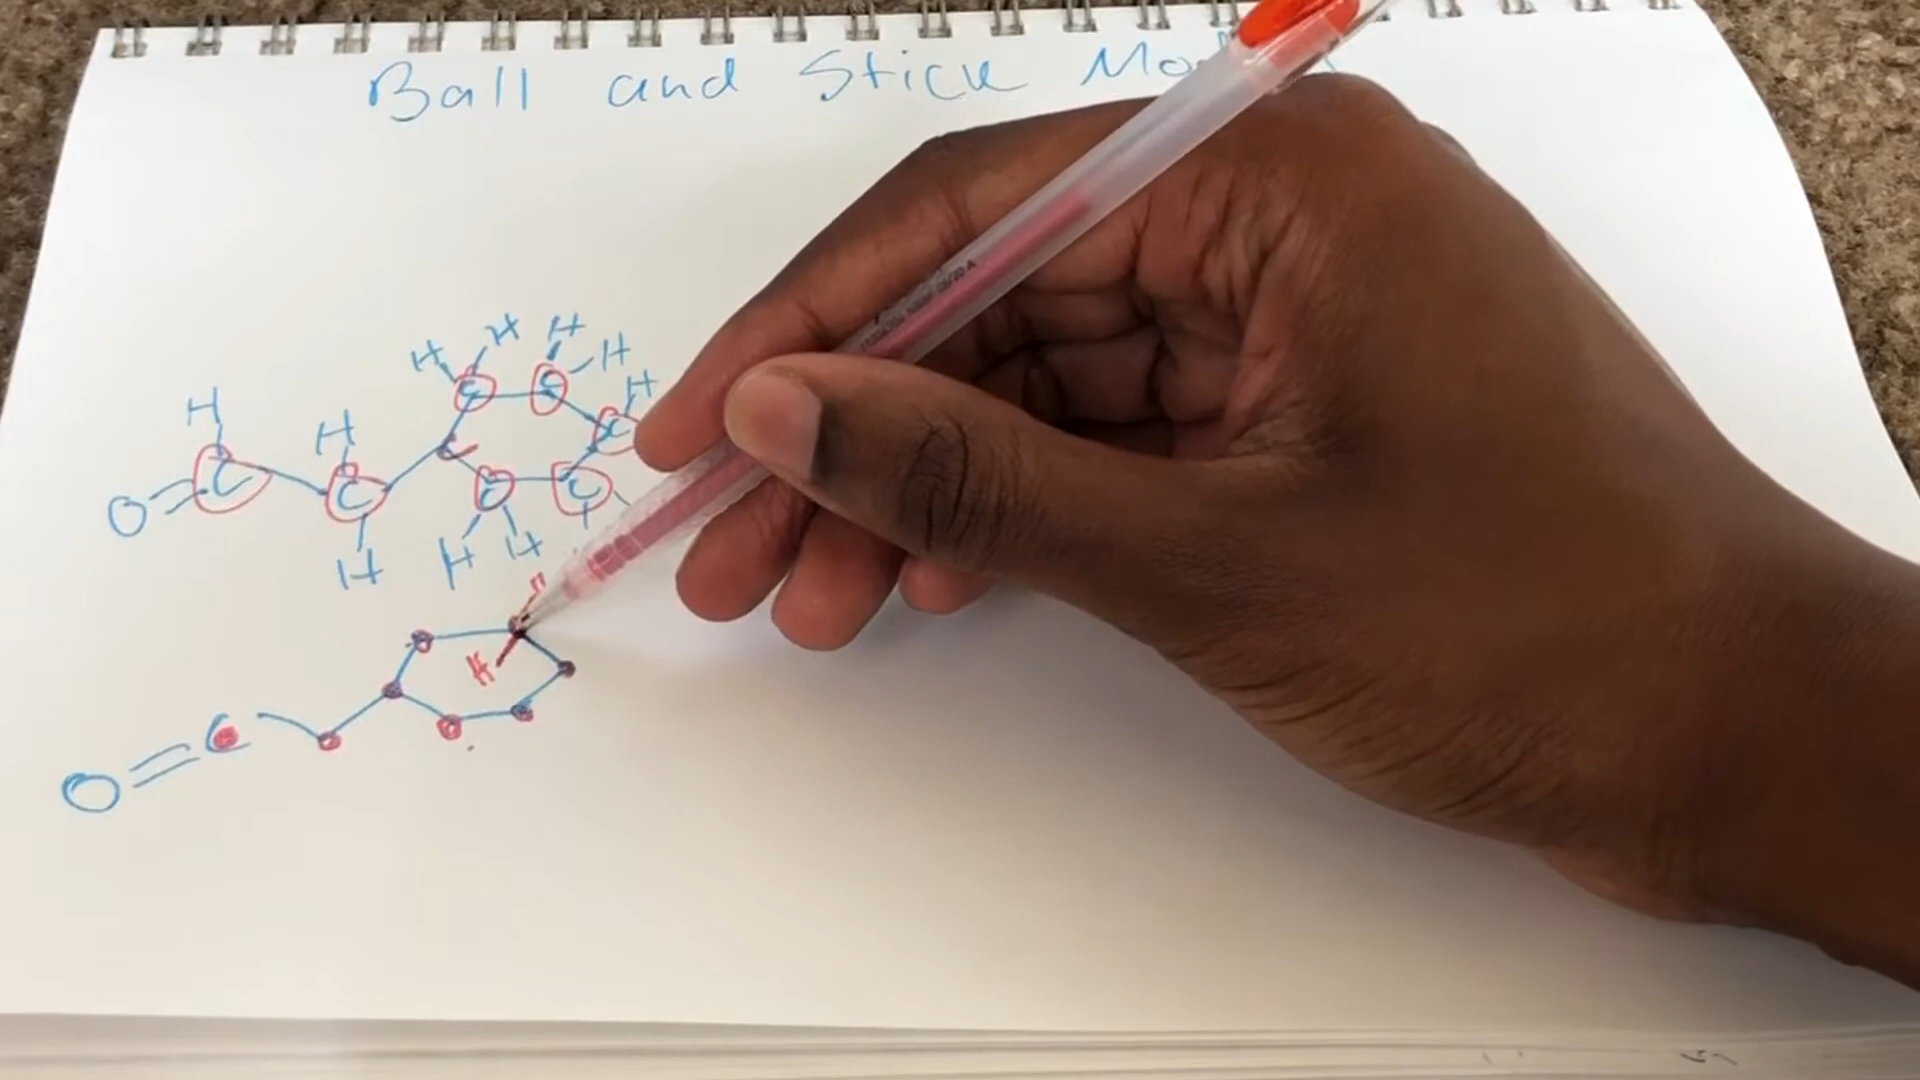 Ball and Stick Mo
H H H H
H H C C H
C C C
O C C C C
H H H
H
H
O C